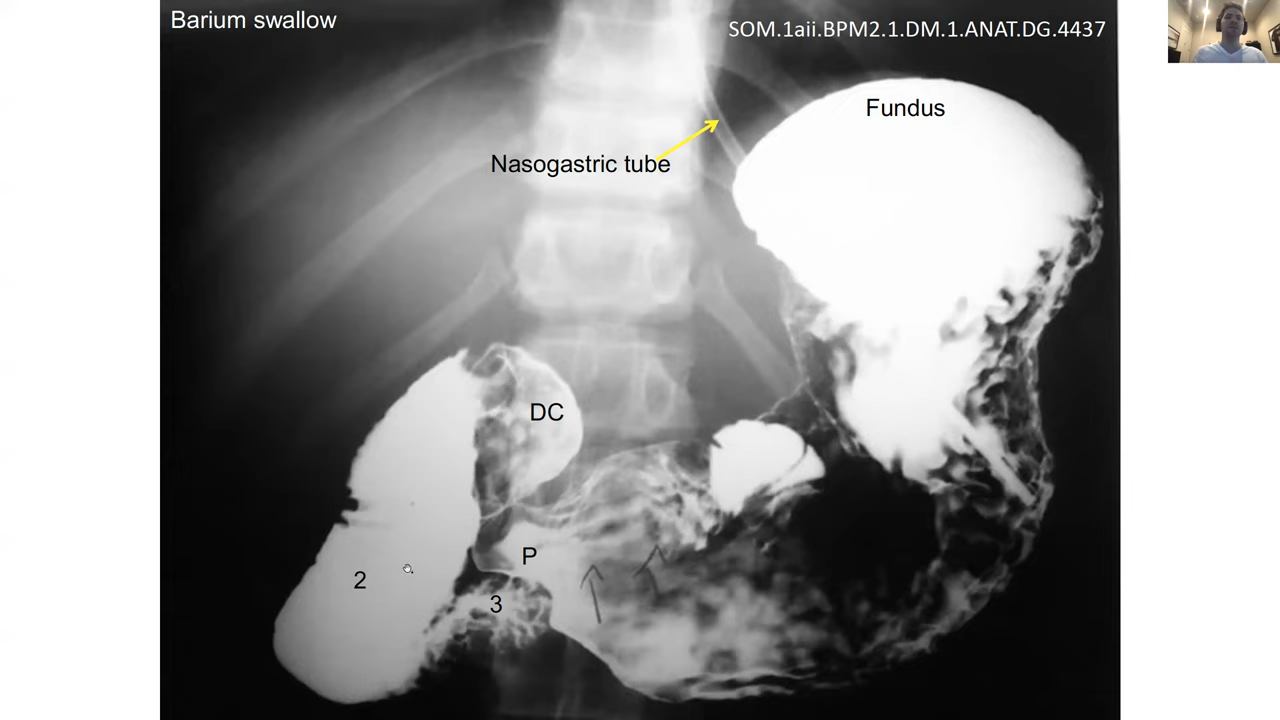 Barium swallow
SOM.1aii.BPM2.1.DM.1.ANAT.DG.4437
Fundus
Nasogastric tube
DC
P
2
3